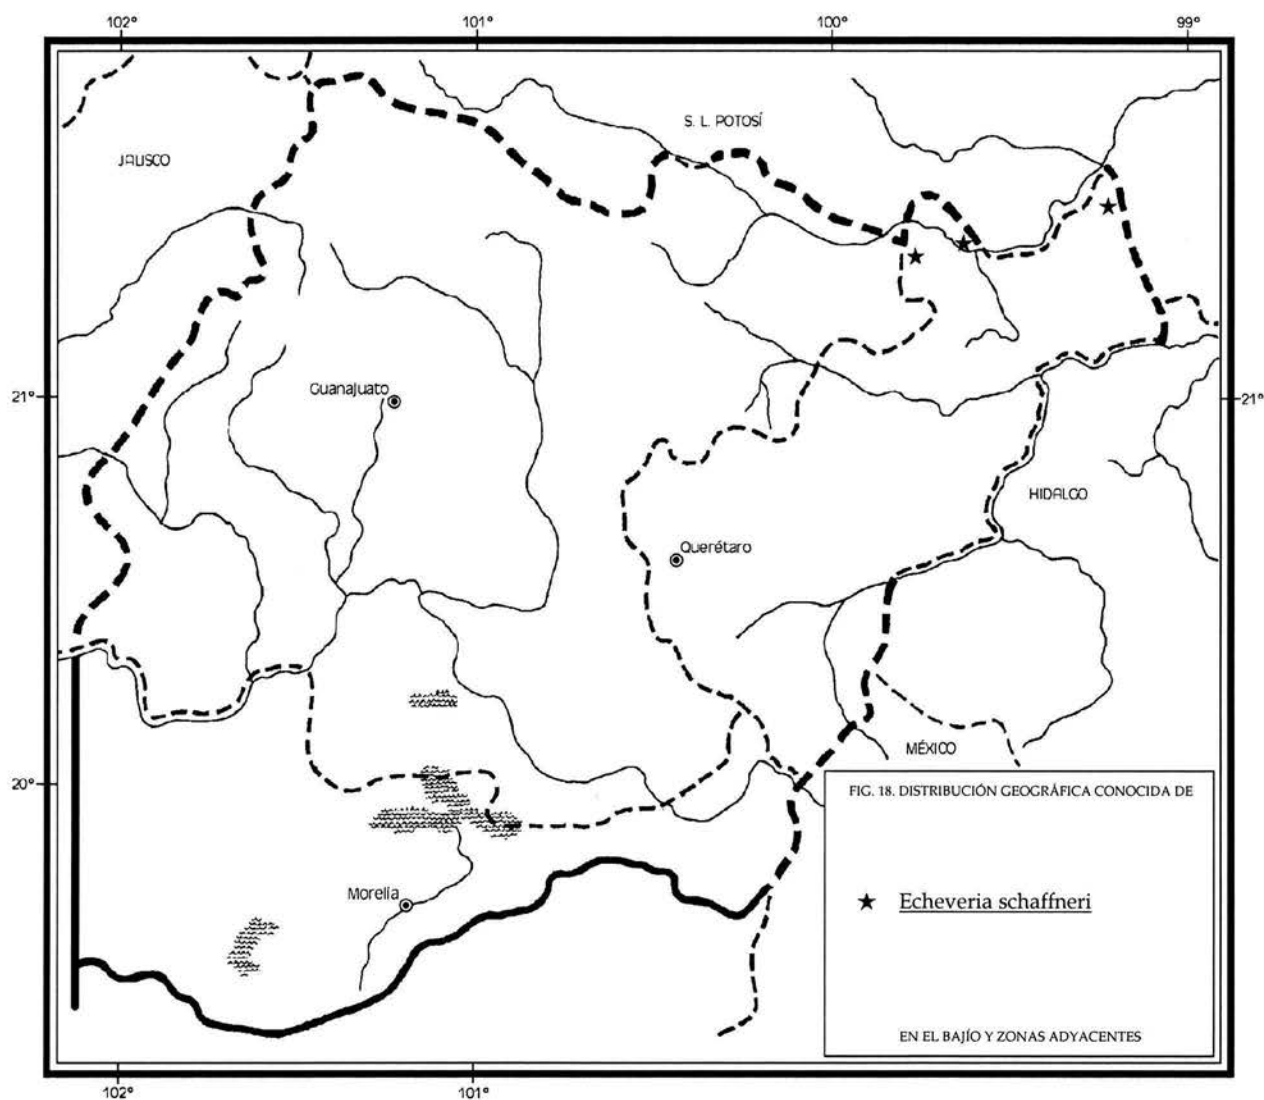 102°
101°
100°
99°
S. L. POTOSÍ
JALISCO
Guanajuato
21°
21°
HIDALGO
Querétaro
MÉXICO
20°
FIG. 18. DISTRIBUCIÓN GEOGRÁFICA CONOCIDA DE
Morelia
★ Echeveria schaffneri
EN EL BAJÍO Y ZONAS ADYACENTES
102°
101°